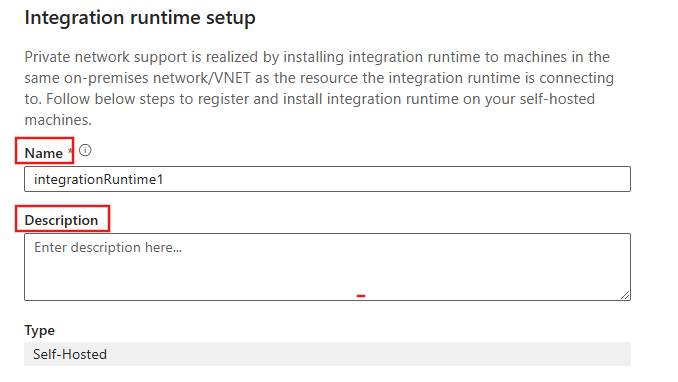 Integration runtime setup
Private network support is realized by installing integration runtime to machines in the
same on-premises network/VNET as the resource the integration runtime is connecting
to. Follow below steps to register and install integration runtime on your self-hosted
machines.
Name *
integrationRuntime1
Description
Enter description here...
Type
Self-Hosted